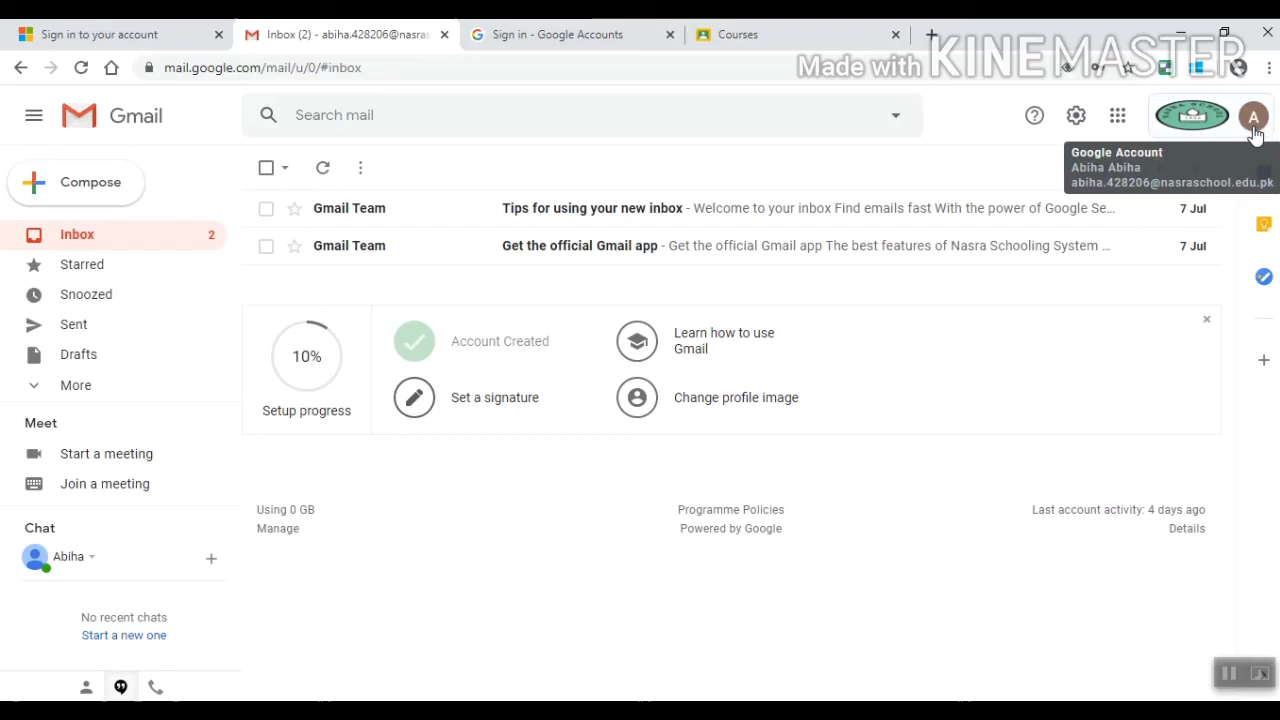 Sign in to your account
Inbox (2) - abiha.428206@nasras
Sign in - Google Accounts
Courses
mail.google.com/mail/u/0/#inbox
Made with KINEMASTER
Gmail
Search mail
NASRA SCHOOL
A
Google Account
Abiha Abiha
abiha.428206@nasraschool.edu.pk
Compose
Gmail Team Tips for using your new inbox - Welcome to your inbox Find emails fast With the power of Google Se... 7 Jul
Inbox 2
Gmail Team Get the official Gmail app - Get the official Gmail app The best features of Nasra Schooling System ... 7 Jul
Starred
Snoozed
Sent
Drafts
More
10%
Setup progress
Account Created
Learn how to use
Gmail
Set a signature
Change profile image
Meet
Start a meeting
Join a meeting
Chat
Abiha
No recent chats
Start a new one
Using 0 GB
Manage
Programme Policies
Powered by Google
Last account activity: 4 days ago
Details